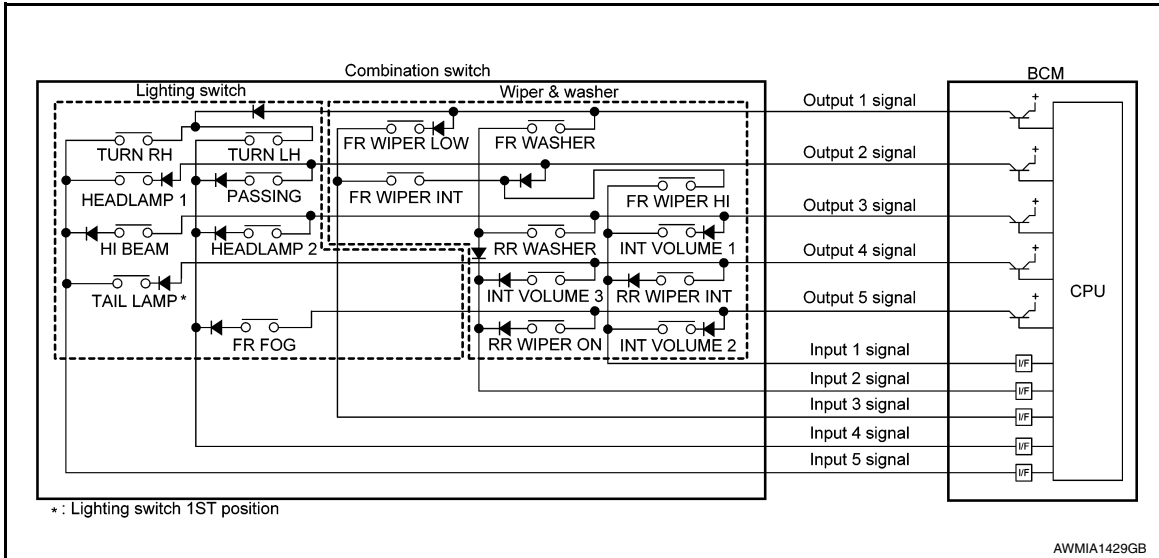 Combination switch
BCM
Lighting switch
Wiper & washer
Output 1 signal
+
TURN RH
TURN LH
FR WIPER LOW
FR WASHER
Output 2 signal
+
HEADLAMP 1
PASSING
FR WIPER INT
FR WIPER HI
Output 3 signal
+
HI BEAM
HEADLAMP 2
RR WASHER
INT VOLUME 1
Output 4 signal
+
TAIL LAMP*
INT VOLUME 3
RR WIPER INT
CPU
Output 5 signal
+
FR FOG
RR WIPER ON
INT VOLUME 2
Input 1 signal
I/F
Input 2 signal
I/F
Input 3 signal
I/F
Input 4 signal
I/F
Input 5 signal
I/F
* : Lighting switch 1ST position
AWMIA1429GB